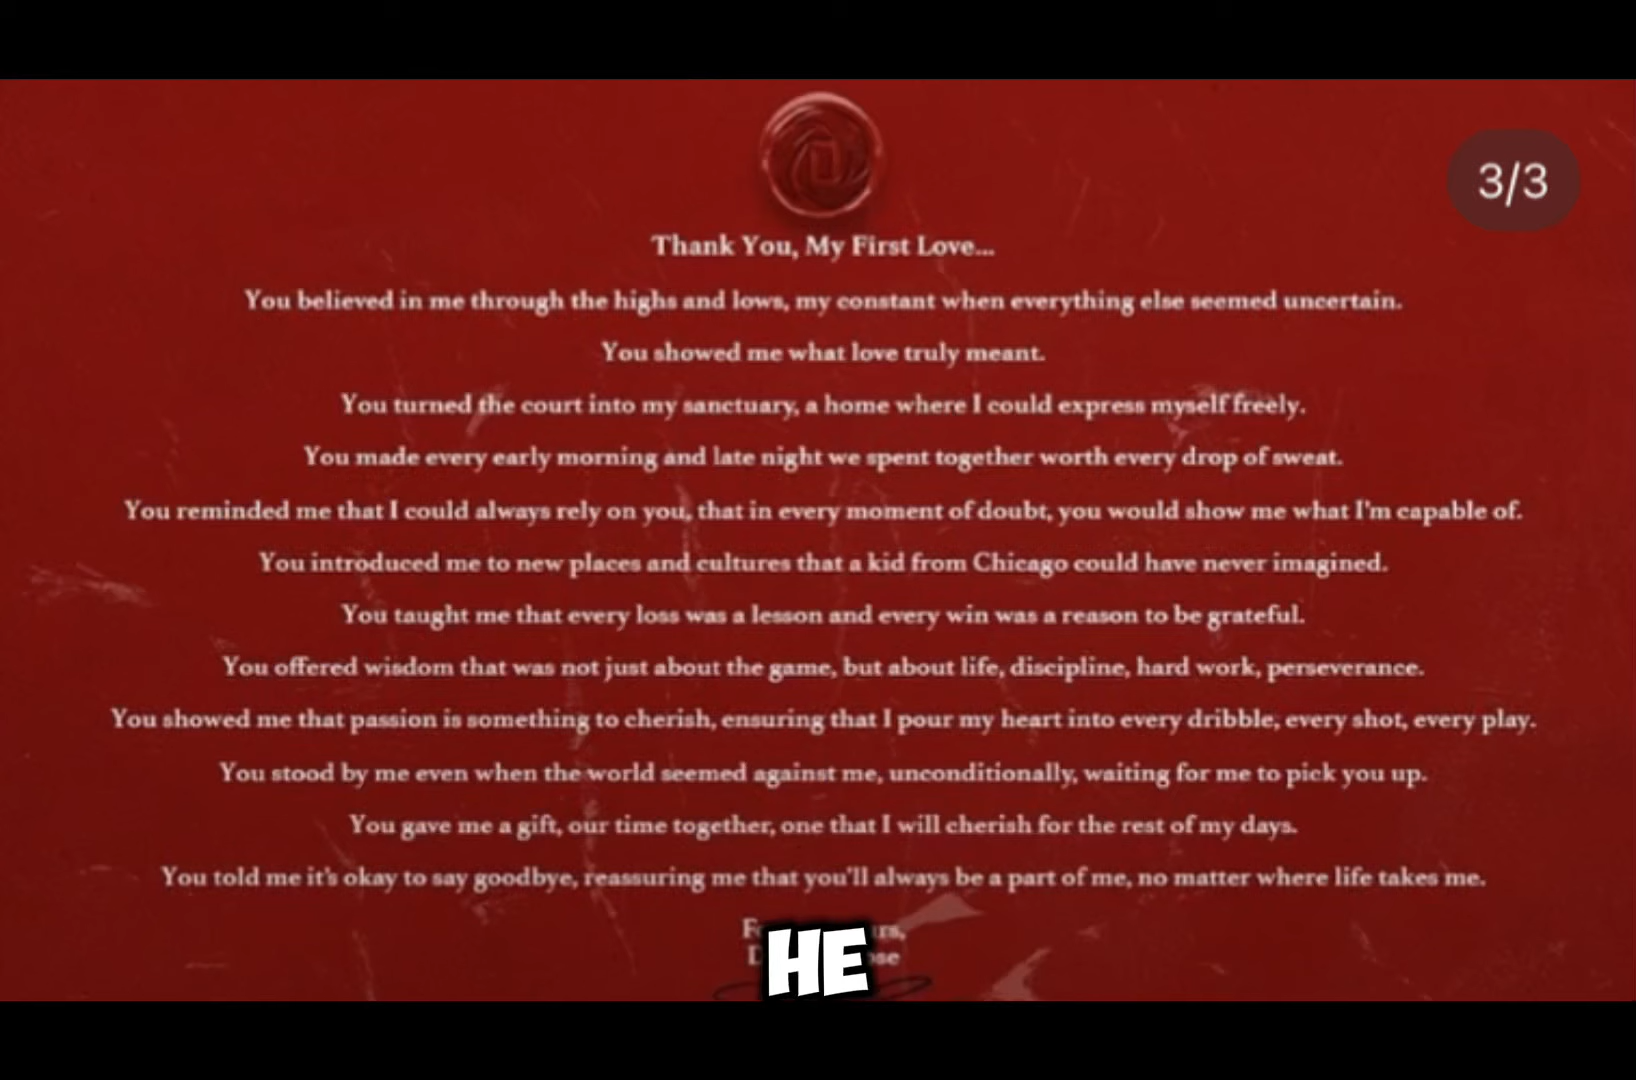 3/3
Thank You, My First Love...
You believed in me through the highs and lows, my constant when everything else seemed uncertain.
You showed me what love truly meant.
You turned the court into my sanctuary, a home where I could express myself freely.
You made every early morning and late night we spent together worth every drop of sweat.
You reminded me that I could always rely on you, that in every moment of doubt, you would show me what I'm capable of.
You introduced me to new places and cultures that a kid from Chicago could have never imagined.
You taught me that every loss was a lesson and every win was a reason to be grateful.
You offered wisdom that was not just about the game, but about life, discipline, hard work, perseverance.
You showed me that passion is something to cherish, ensuring that I pour my heart into every dribble, every shot, every play.
You stood by me even when the world seemed against me, unconditionally, waiting for me to pick you up.
You gave me a gift, our time together, one that I will cherish for the rest of my days.
You told me it's okay to say goodbye, reassuring me that you'll always be a part of me, no matter where life takes me.
HE